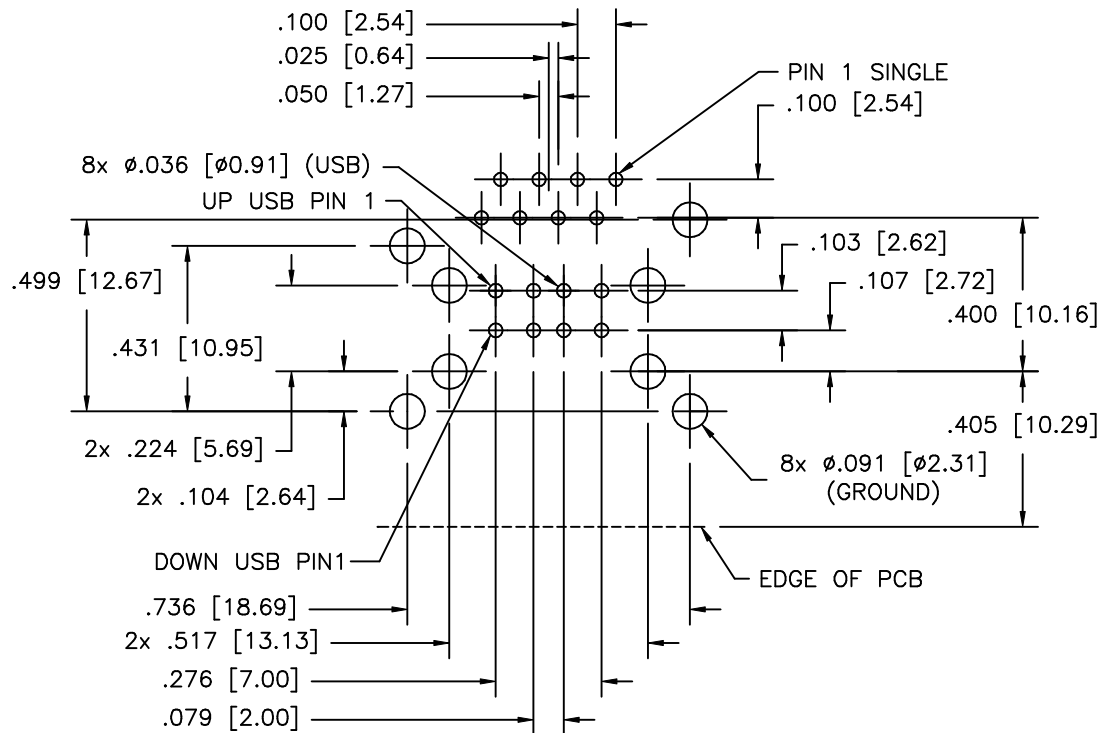 .100 [2.54]
.025 [0.64]
.050 [1.27]
PIN 1 SINGLE
.100 [2.54]
8x ø.036 [ø0.91] (USB)
UP USB PIN 1
.103 [2.62]
.107 [2.72]
.499 [12.67]
.400 [10.16]
.431 [10.95]
.405 [10.29]
2x .224 [5.69]
8x ø.091 [ø2.31]
(GROUND)
2x .104 [2.64]
DOWN USB PIN1
EDGE OF PCB
.736 [18.69]
2x .517 [13.13]
.276 [7.00]
.079 [2.00]